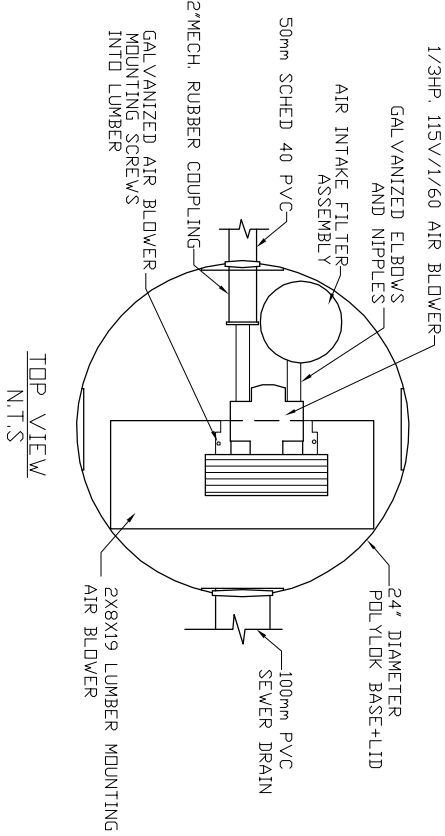 1/3HP. 115V/1/60 AIR BLOWER
GALVANIZED ELBOWS
AND NIPPLES
AIR INTAKE FILTER
ASSEMBLY
50mm SCHED 40 PVC
2"MECH. RUBBER COUPLING
GALVANIZED AIR BLOWER
MOUNTING SCREWS
INTO LUMBER
24" DIAMETER
POLYLOK BASE+LID
100mm PVC
SEWER DRAIN
2X8X19 LUMBER MOUNTING
AIR BLOWER
TOP VIEW
N.T.S